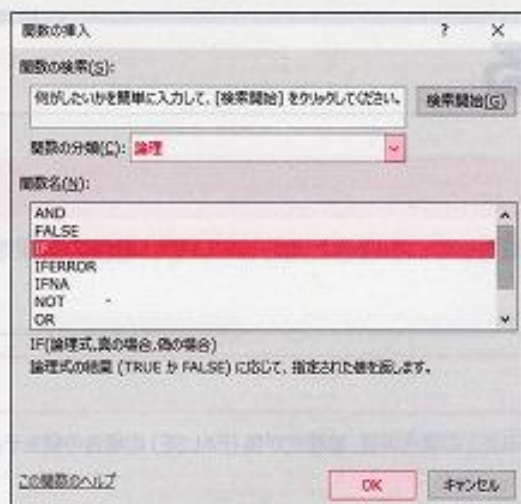 関数の挿入 ? ×
関数の検索(S):
何がしたいかを簡単に入力して、[検索開始] をクリックしてください。 検索開始(G)
関数の分類(C): 論理
関数名(N):
AND
FALSE
IF
IFERROR
IFNA
NOT
OR
IF(論理式,真の場合,偽の場合)
論理式の結果 (TRUE か FALSE) に応じて、指定された値を返します。
この関数のヘルプ OK キャンセル